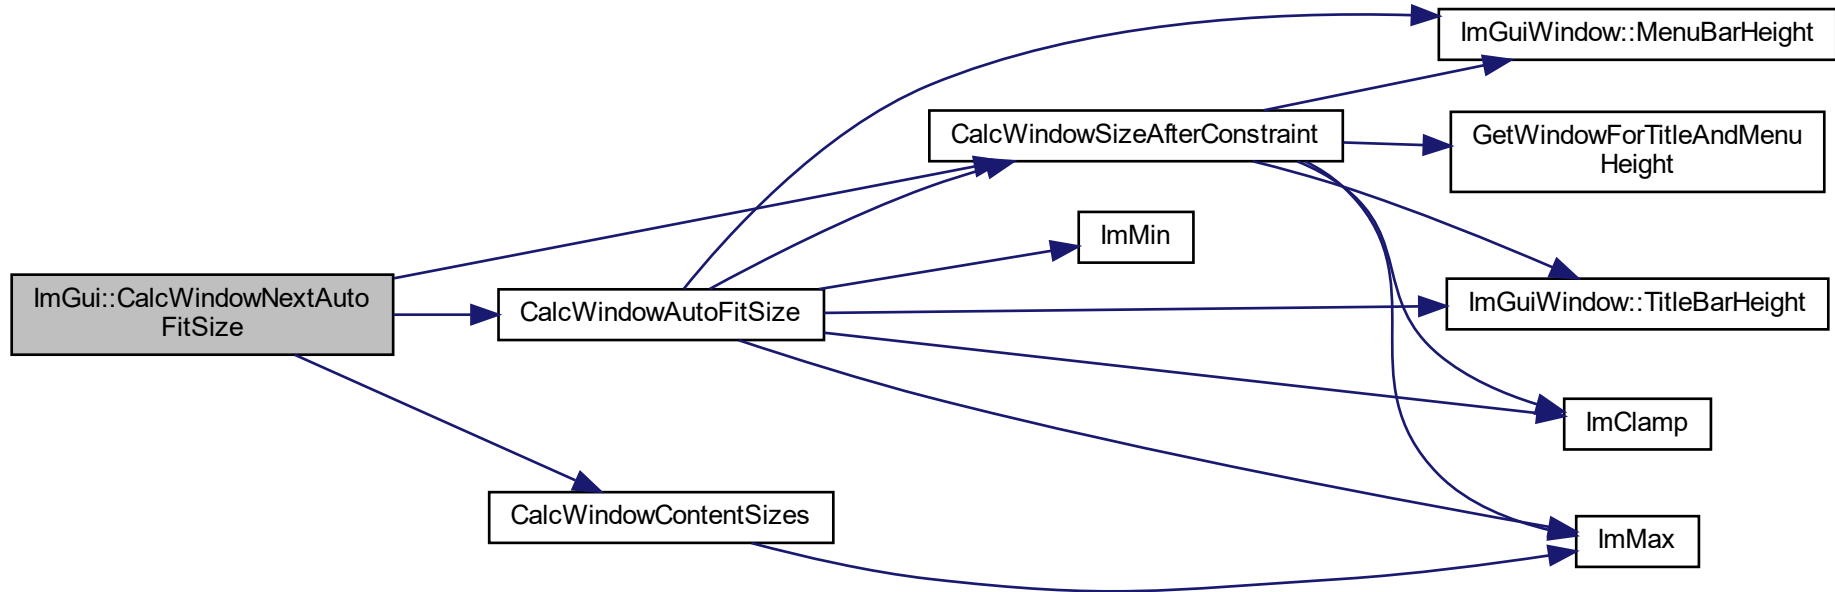 ImGuiWindow::MenuBarHeight
CalcWindowSizeAfterConstraint
GetWindowForTitleAndMenu
Height
ImMin
ImGui::CalcWindowNextAuto
FitSize
CalcWindowAutoFitSize
ImGuiWindow::TitleBarHeight
ImClamp
CalcWindowContentSizes
ImMax